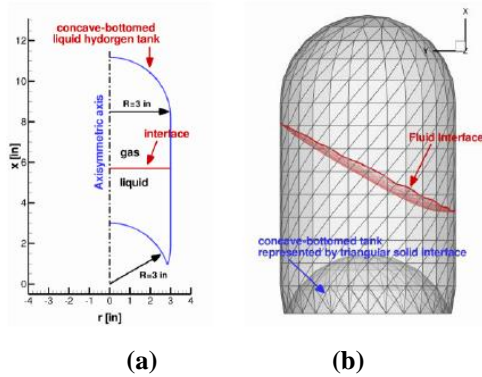 concave-bottomed
liquid hydorgen tank
12
10
8
6
4
2
0
x [in]
Axisymmetric axis
R=3 in
interface
gas
liquid
R=3 in
-4 -3 -2 -1 0 1 2 3 4
r [in]
(a)
X
Y
Z
Fluid Interface
concave-bottomed tank
represented by triangular solid interface
(b)